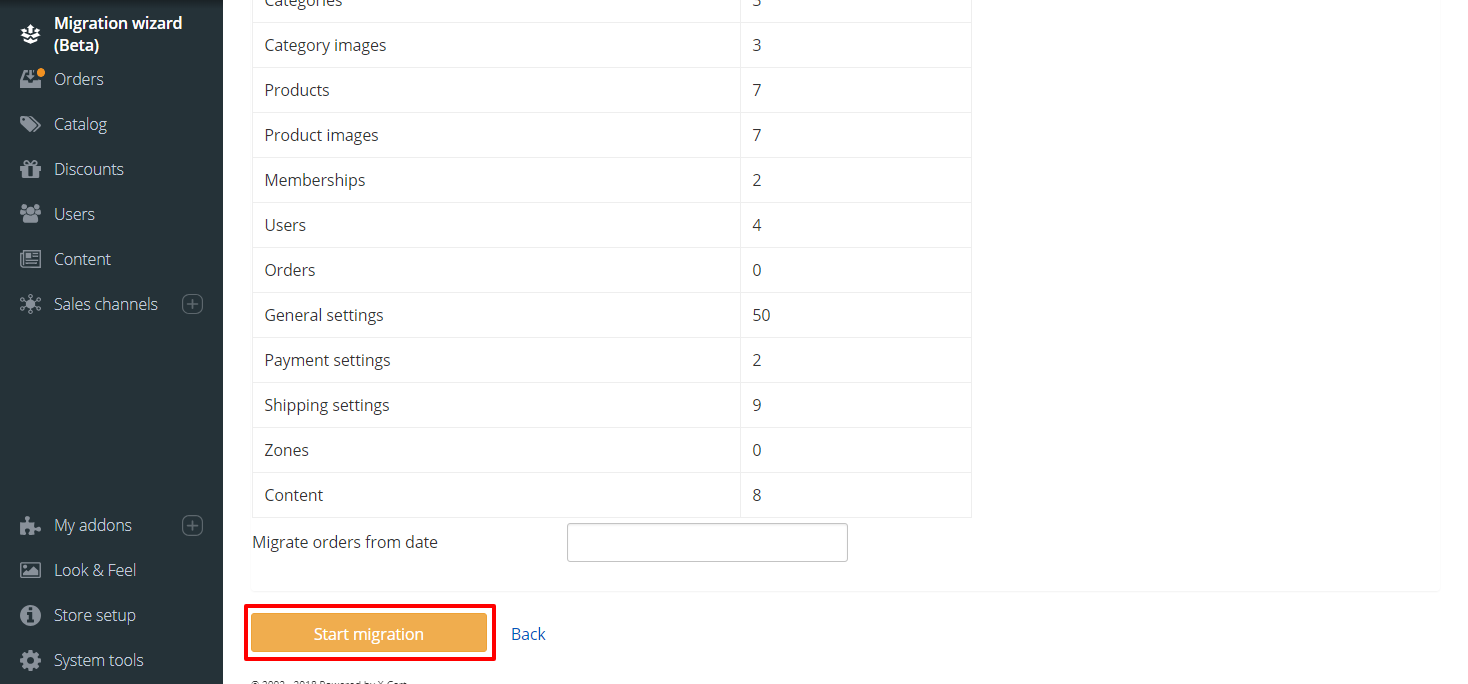 Migration wizard
(Beta)
Orders
Catalog
Discounts
Users
Content
Sales channels
My addons
Look & Feel
Store setup
System tools
Categories
Category images 3
Products 7
Product images 7
Memberships 2
Users 4
Orders 0
General settings 50
Payment settings 2
Shipping settings 9
Zones 0
Content 8
Migrate orders from date
Start migration Back